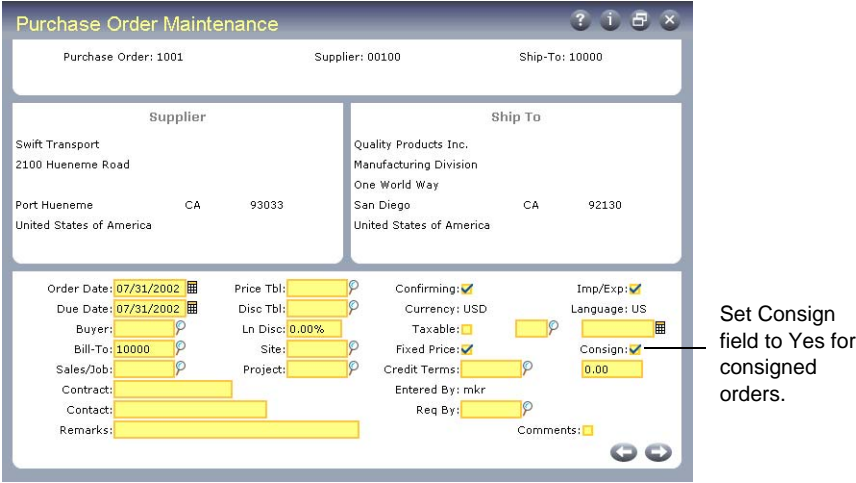 Purchase Order Maintenance
? i
Purchase Order: 1001 Supplier: 00100 Ship-To: 10000
Supplier
Swift Transport
2100 Hueneme Road
Port Hueneme CA 93033
United States of America
Ship To
Quality Products Inc.
Manufacturing Division
One World Way
San Diego CA 92130
United States of America
Order Date: 07/31/2002 Price Tbl: Confirming: Imp/Exp:
Due Date: 07/31/2002 Disc Tbl: Currency: USD Language: US
Buyer: Ln Disc: 0.00% Taxable:
Bill-To: 10000 Site: Fixed Price: Consign:
Sales/Job: Project: Credit Terms: 0.00
Contract: Entered By: mkr
Contact: Req By:
Remarks: Comments:
Set Consign
field to Yes for
consigned
orders.